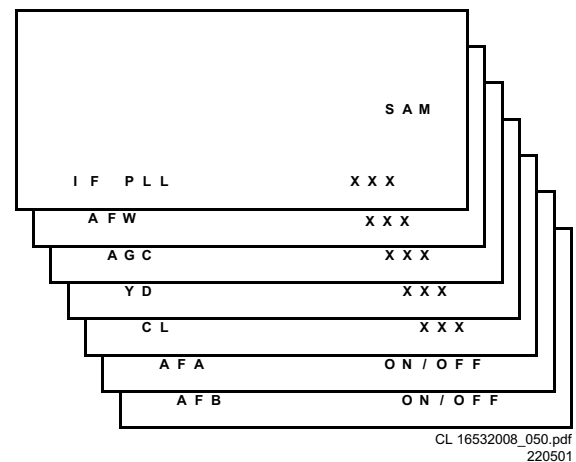 SAM
IF PLL XXX
AFW XXX
AGC XXX
YD XXX
CL XXX
AFA ON/OFF
AFB ON/OFF
CL 16532008_050.pdf
220501